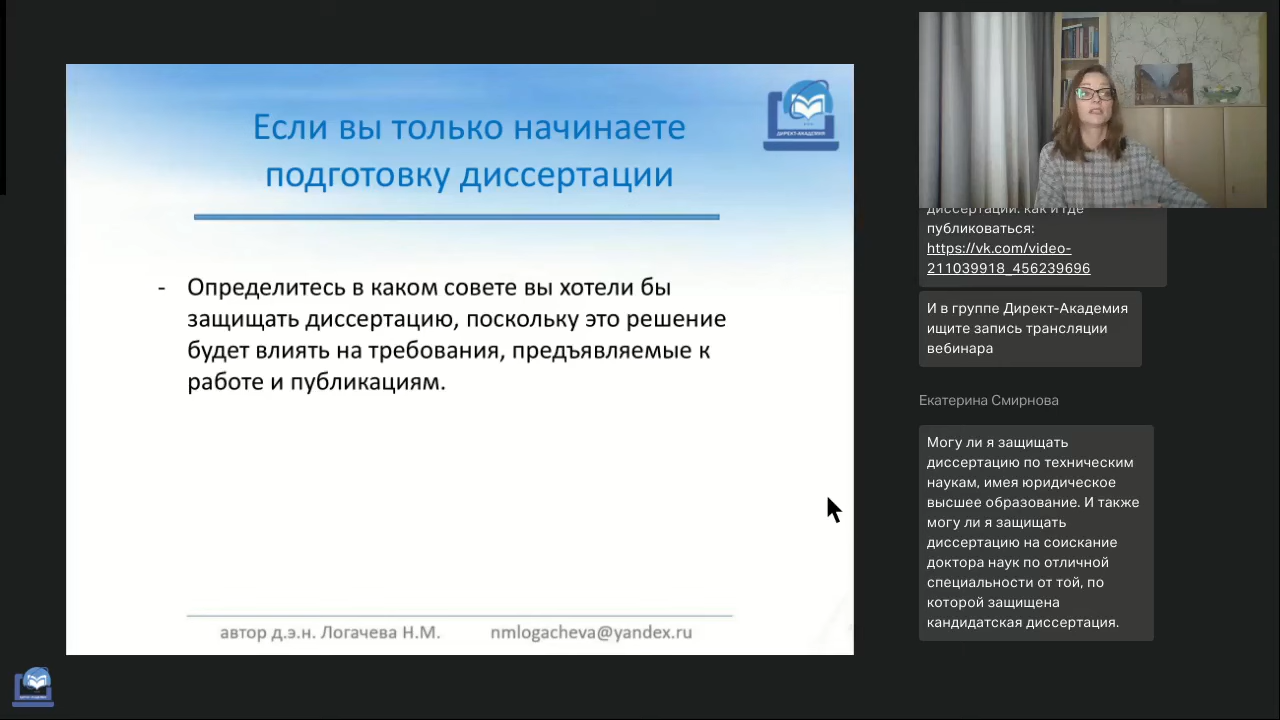 Если вы только начинаете
подготовку диссертации
ДИРЕКТ-АКАДЕМИЯ
- Определитесь в каком совете вы хотели бы
защищать диссертацию, поскольку это решение
будет влиять на требования, предъявляемые к
работе и публикациям.
автор д.э.н. Логачева Н.М. nmlogacheva@yandex.ru
диссертации: как и где
публиковаться:
https://vk.com/video-
211039918_456239696
И в группе Директ-Академия
ищите запись трансляции
вебинара
Екатерина Смирнова
Могу ли я защищать
диссертацию по техническим
наукам, имея юридическое
высшее образование. И также
могу ли я защищать
диссертацию на соискание
доктора наук по отличной
специальности от той, по
которой защищена
кандидатская диссертация.